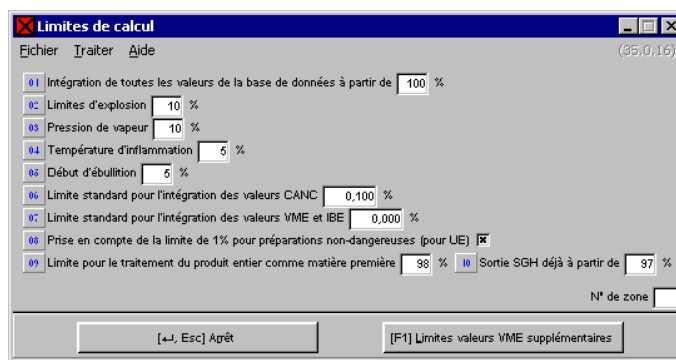 Limites de calcul
Fichier Traiter Aide (35.0.16)
01 Intégration de toutes les valeurs de la base de données à partir de 100 %
02 Limites d'explosion 10 %
03 Pression de vapeur 10 %
04 Température d'inflammation 5 %
05 Début d'ébullition 5 %
06 Limite standard pour l'intégration des valeurs CANC 0,100 %
07 Limite standard pour l'intégration des valeurs VME et IBE 0,000 %
08 Prise en compte de la limite de 1% pour préparations non-dangereuses (pour UE)
09 Limite pour le traitement du produit entier comme matière première 98 % 10 Sortie SGH déjà à partir de 97 %
N° de zone
[↵, Esc] Arrêt [F1] Limites valeurs VME supplémentaires